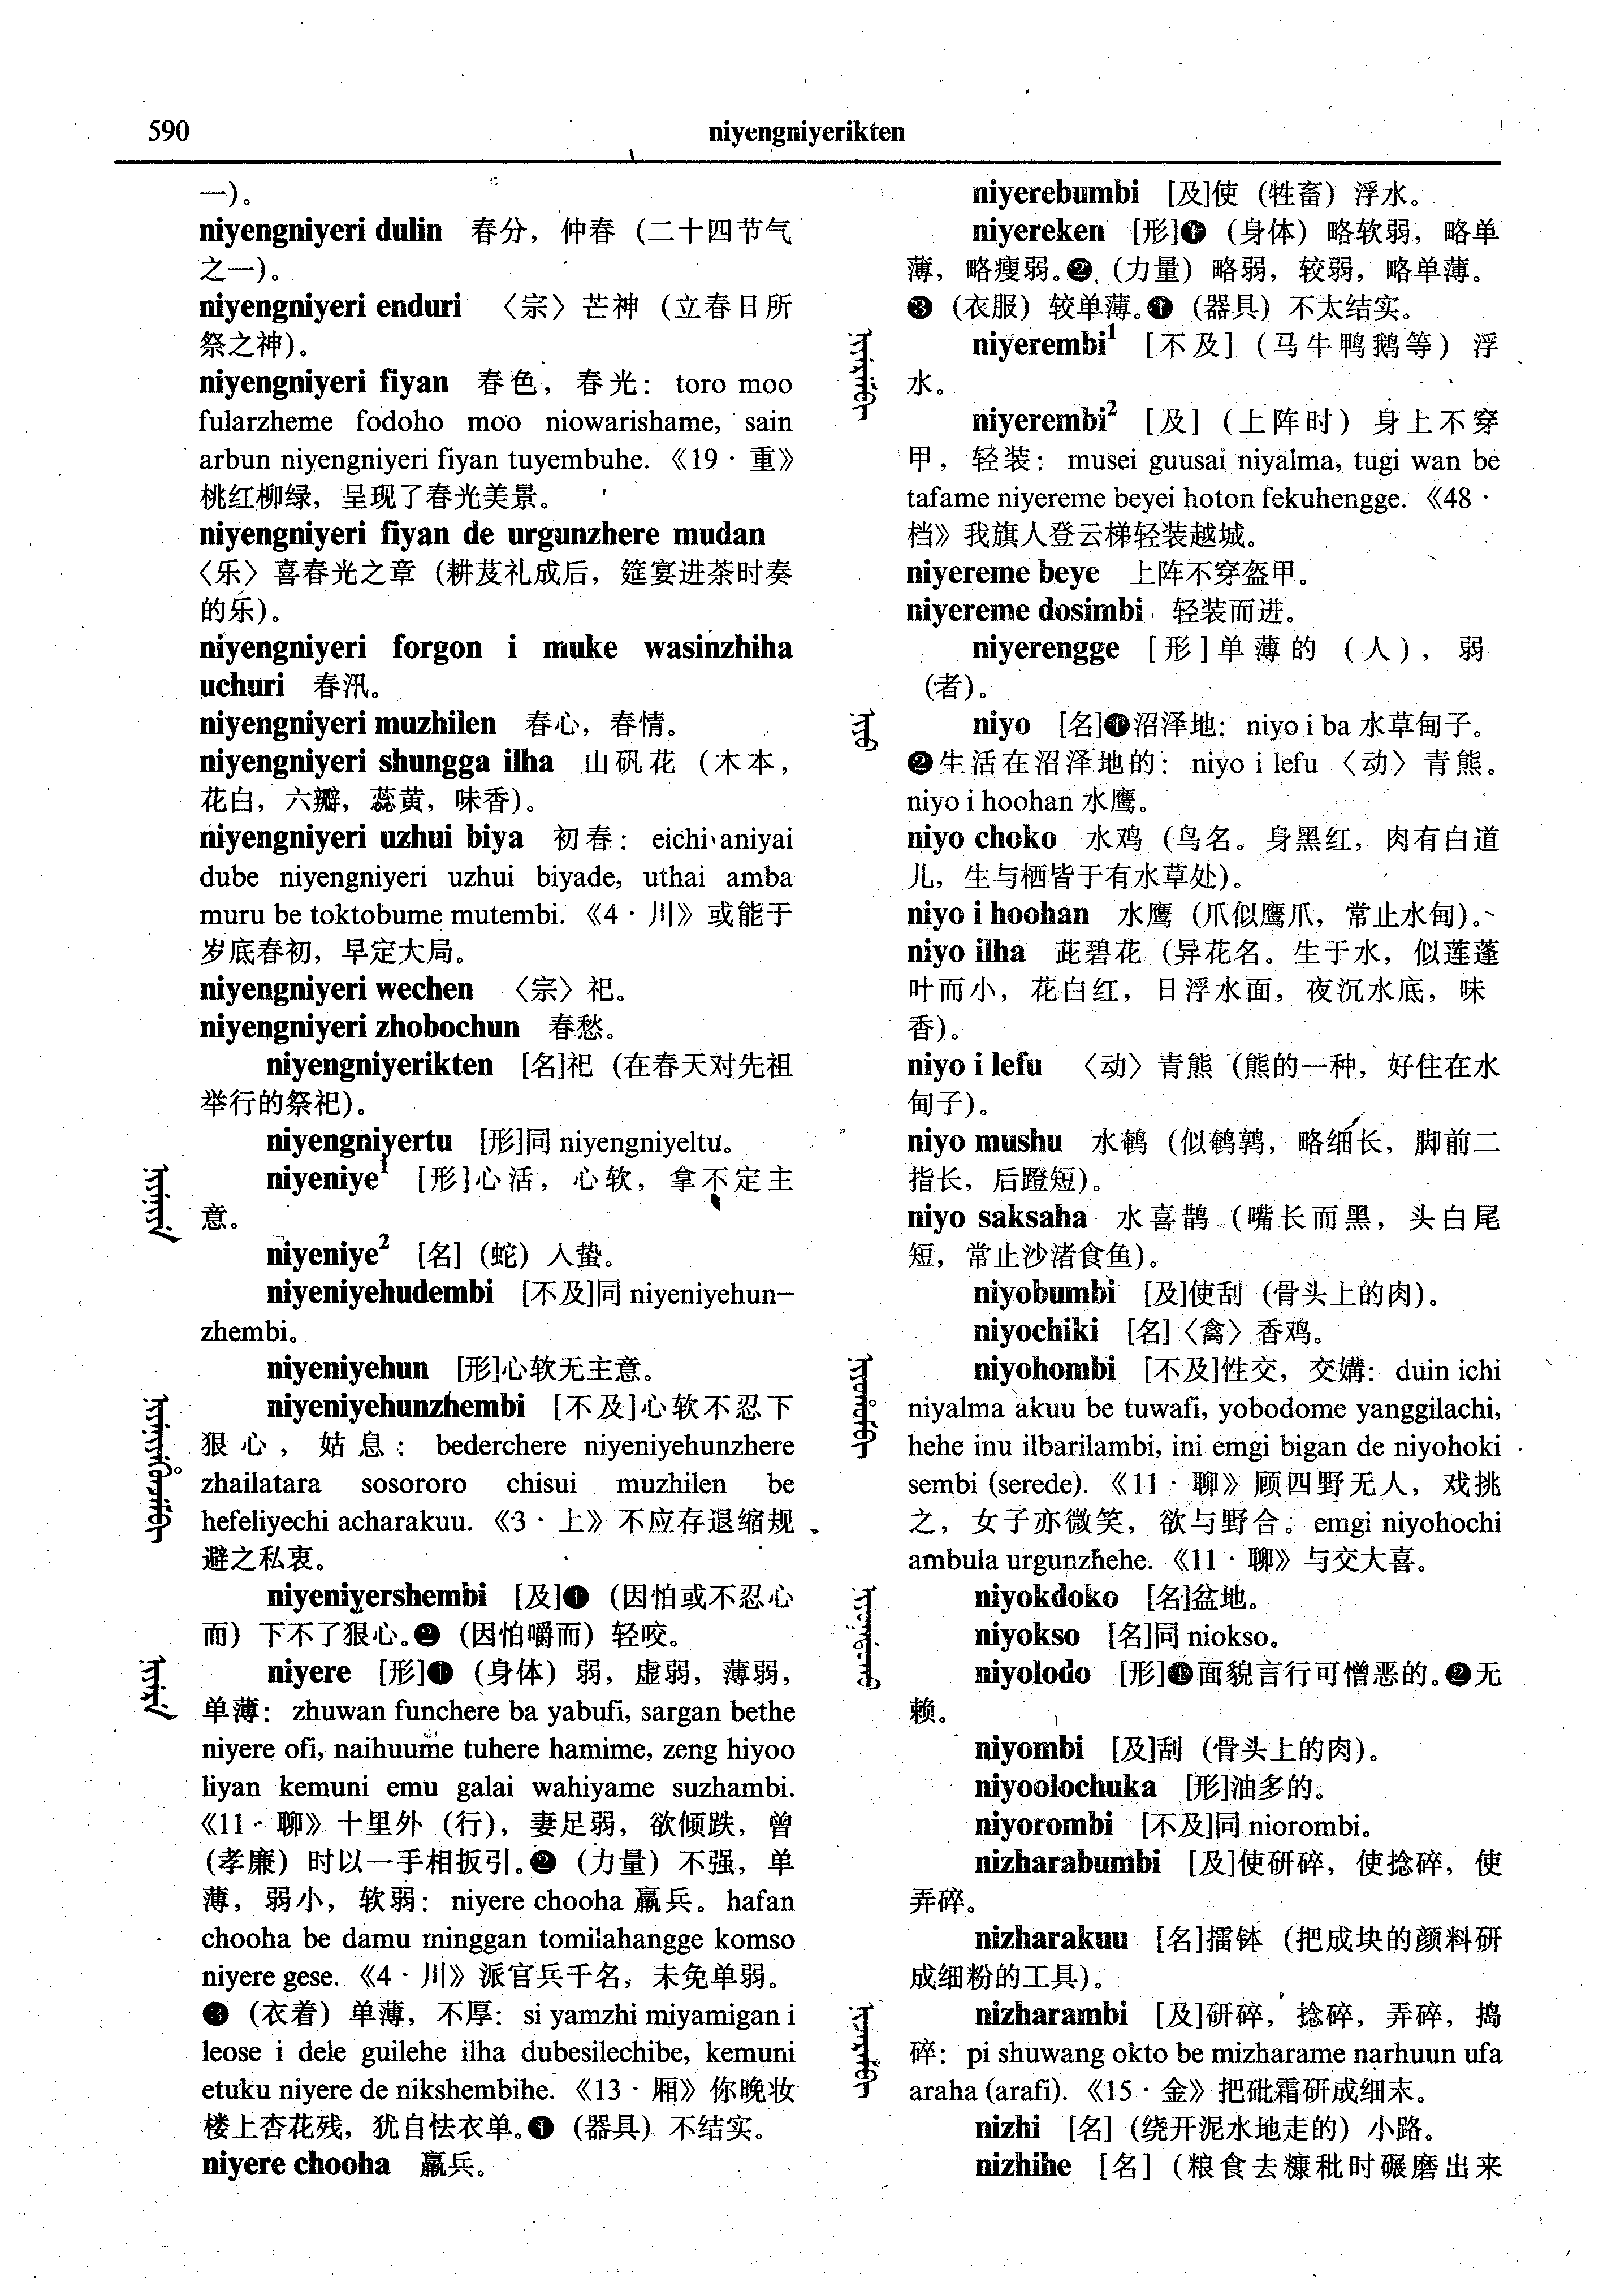 590
niyengniyerikten
一)。
niyengniyeri dulin 春分，仲春（二十四节气
之一)。
niyengniyeri enduri 〈宗〉芒神（立春日所
祭之神)。
niyengniyeri fiyan 春色，春光：toro moo
fularzheme fodoho moo niowarishame, sain
arbun niyengniyeri fiyan tuyembuhe.《19·重》
桃红柳绿，呈现了春光美景。
niyengniyeri fiyan de urgunzhere mudan
〈乐〉喜春光之章（耕芨礼成后，筵宴进茶时奏
的乐)。
niyengniyeri forgon i muke wasinzhiha
uchuri 春汛。
niyengniyeri muzhilen 春心，春情。
niyengniyeri shungga ilha 山矾花（木本，
花白，六瓣，蕊黄，味香)。
niyengniyeri uzhui biya 初春：eichi aniyai
dube niyengniyeri uzhui biyade, uthai amba
muru be toktobume mutembi.《4·川》或能于
岁底春初，早定大局。
niyengniyeri wechen 〈宗〉祀。
niyengniyeri zhobochun 春愁。
niyengniyerikten [名]祀（在春天对先祖
举行的祭祀)。
niyengniyertu [形]同 niyengniyeltu。
niyeniye¹ [形]心活，心软，拿不定主
意。
niyeniye² [名]（蛇）人蛰。
niyeniyehudembi [不及]同 niyeniyehun-
zhembi。
niyeniyehun [形]心软无主意。
niyeniyehunzhembi [不及]心软不忍下
狠心，姑息：bederchere niyeniyehunzhere
zhailatara sosororo chisui muzhilen be
hefeliyechi acharakuu.《3·上》不应存退缩规
避之私衷。
niyeniyershembi [及]❶（因怕或不忍心
而）下不了狠心。❷（因怕嚼而）轻咬。
niyere [形]❶（身体）弱，虚弱，薄弱，
单薄：zhuwan funchere ba yabufi, sargan bethe
niyere ofi, naihuume tuhere hamime, zeng hiyoo
liyan kemuni emu galai wahiyame suzhambi.
《11·聊》十里外（行)，妻足弱，欲倾跌，曾
(孝廉）时以一手相扳引。❷（力量）不强，单
薄，弱小，软弱：niyere chooha 羸兵。hafan
chooha be damu minggan tomilahangge komso
niyere gese.《4·川》派官兵千名，未免单弱。
❸（衣着）单薄，不厚：si yamzhi miyamigan i
leose i dele guilehe ilha dubesilechibe, kemuni
etuku niyere de nikshembihe.《13·厢》你晚妆
楼上杏花残，犹自怯衣单。❹（器具）不结实。
niyere chooha 羸兵。
niyerebumbi [及]使（牲畜）浮水。
niyereken [形]❶（身体）略软弱，略单
薄，略瘦弱。❷（力量）略弱，较弱，略单薄。
❸（衣服）较单薄。❹（器具）不太结实。
niyerembi¹ [不及]（马牛鸭鹅等）浮
水。
niyerembi² [及]（上阵时）身上不穿
甲，轻装：musei guusai niyalma, tugi wan be
tafame niyereme beyei hoton fekuhengge.《48·
档》我旗人登云梯轻装越城。
niyereme beye 上阵不穿盔甲。
niyereme dosimbi 轻装而进。
niyerengge [形]单薄的（人)，弱
(者)。
niyo [名]❶沼泽地：niyo i ba 水草甸子。
❷生活在沼泽地的：niyo i lefu〈动〉青熊。
niyo i hoohan 水鹰。
niyo choko 水鸡（鸟名。身黑红，肉有白道
儿，生与栖皆于有水草处)。
niyo i hoohan 水鹰（爪似鹰爪，常止水甸)。
niyo ilha 茈碧花（异花名。生于水，似莲蓬
叶而小，花白红，日浮水面，夜沉水底，味
香)。
niyo i lefu 〈动〉青熊（熊的一种，好住在水
甸子)。
niyo mushu 水鹌（似鹌鹑，略细长，脚前二
指长，后蹬短)。
niyo saksaha 水喜鹊（嘴长而黑，头白尾
短，常止沙渚食鱼)。
niyobumbi [及]使刮（骨头上的肉)。
niyochiki [名]〈禽〉香鸡。
niyohombi [不及]性交，交媾：duin ichi
niyalma akuu be tuwafi, yobodome yanggilachi,
hehe inu ilbarilambi, ini emgi bigan de niyohoki
sembi (serede).《11·聊》顾四野无人，戏挑
之，女子亦微笑，欲与野合。emgi niyohochi
ambula urgunzhehe.《11·聊》与交大喜。
niyokdoko [名]盆地。
niyokso [名]同 niokso。
niyolodo [形]❶面貌言行可憎恶的。❷无
赖。
niyombi [及]刮（骨头上的肉)。
niyoolochuka [形]油多的。
niyorombi [不及]同 niorombi。
nizharabumbi [及]使研碎，使捻碎，使
弄碎。
nizharakuu [名]擂钵（把成块的颜料研
成细粉的工具)。
nizharambi [及]研碎，捻碎，弄碎，捣
碎：pi shuwang okto be mizharame narhuun ufa
araha (arafi).《15·金》把砒霜研成细末。
nizhi [名]（绕开泥水地走的）小路。
nizhihe [名]（粮食去糠秕时碾磨出来